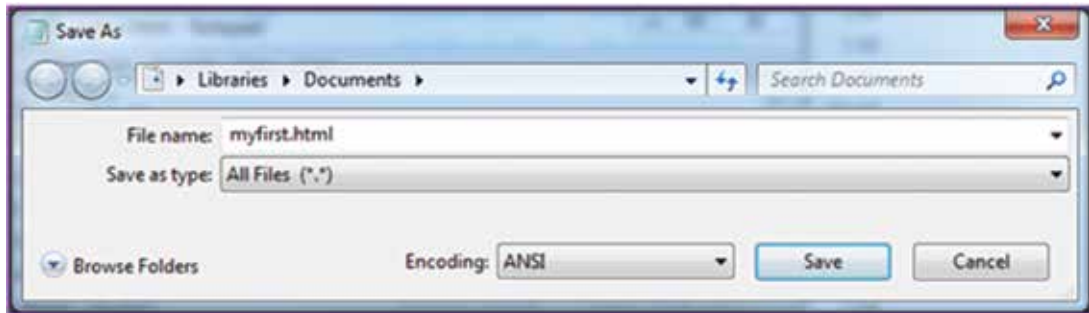 Save As
Libraries ▸ Documents ▸
Search Documents
File name: myfirst.html
Save as type: All Files (*.*)
Browse Folders
Encoding: ANSI
Save
Cancel